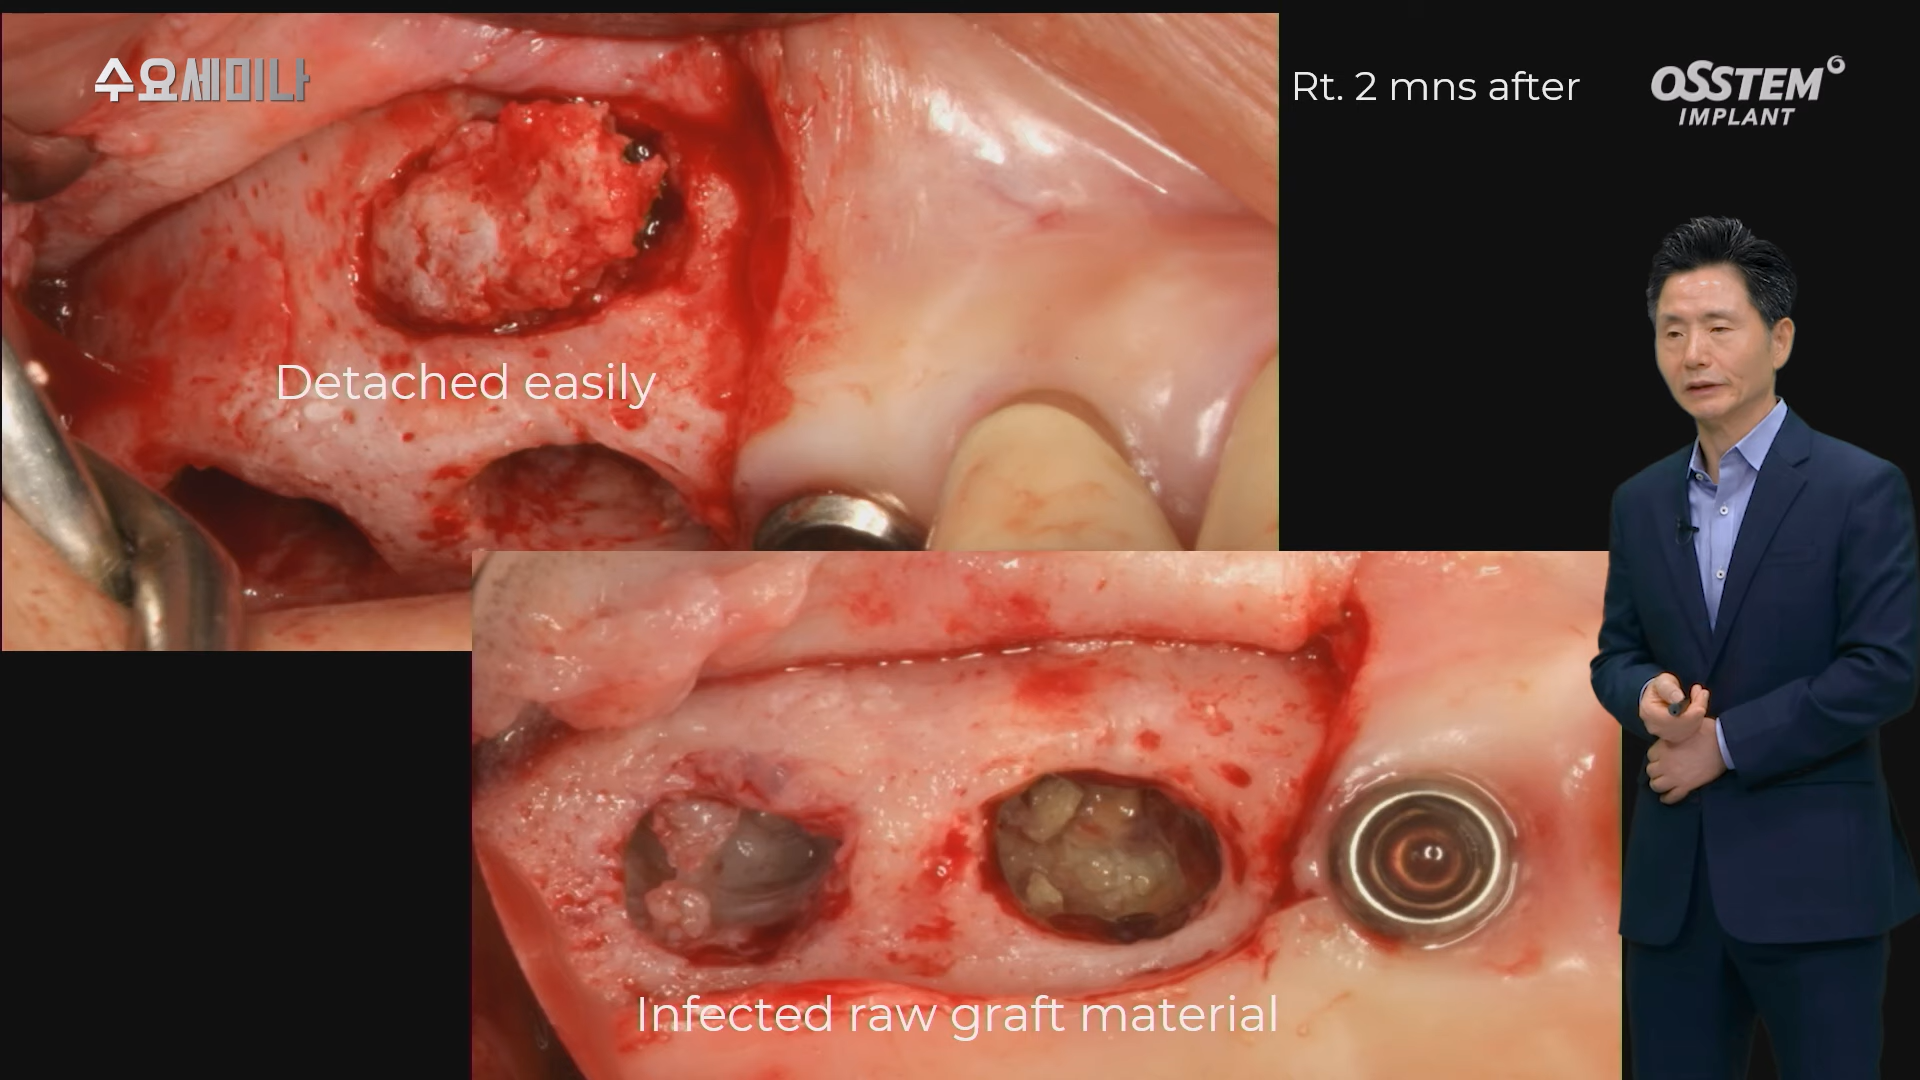 수요세미나
Rt. 2 mns after
OSSTEM
IMPLANT
Detached easily
Infected raw graft material